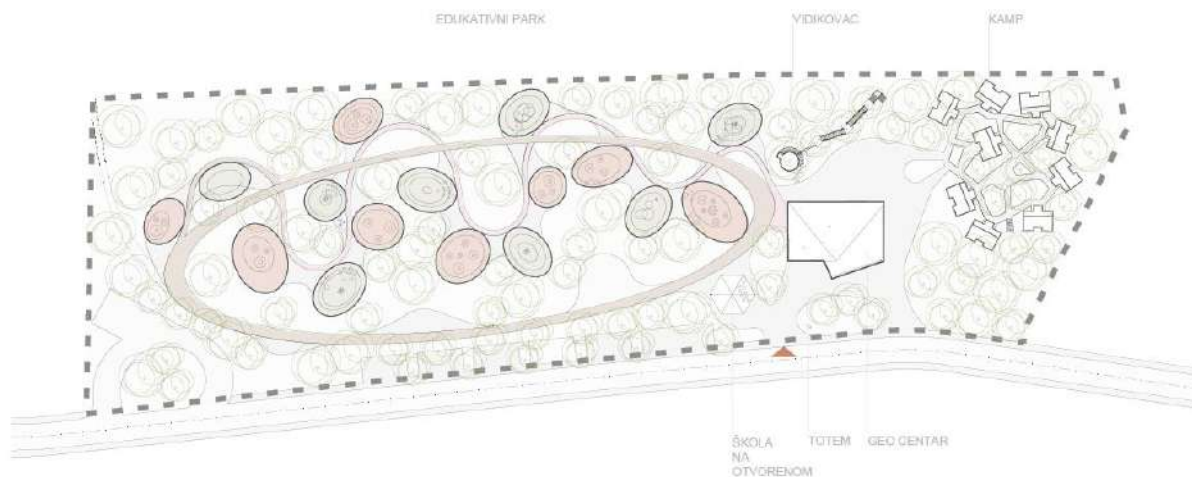 EDUKATIVNI PARK
VIDIKOVAC
KAMP
ŠKOLA
NA
OTVORENOM
TOTEM
GEO CENTAR